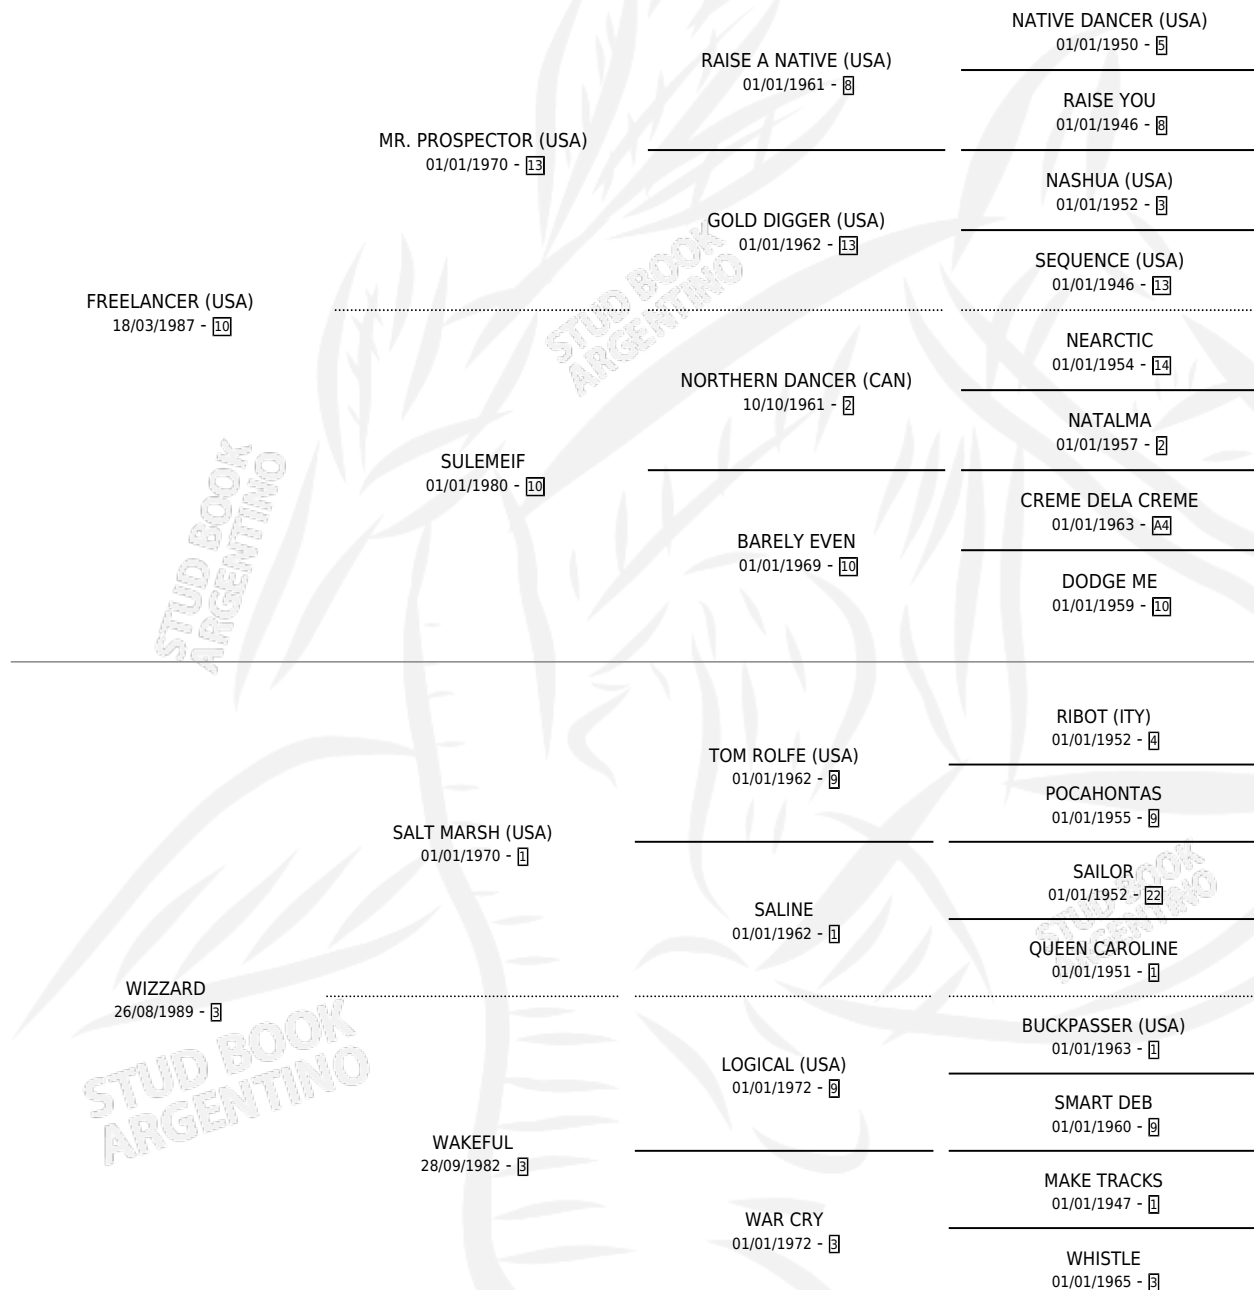 NATIVE DANCER (USA)
01/01/1950 - 5
RAISE A NATIVE (USA)
01/01/1961 - 8
RAISE YOU
01/01/1946 - 8
MR. PROSPECTOR (USA)
01/01/1970 - 13
NASHUA (USA)
01/01/1952 - 3
GOLD DIGGER (USA)
01/01/1962 - 13
SEQUENCE (USA)
01/01/1946 - 13
STUD BOOK
ARGENTINO
FREELANCER (USA)
18/03/1987 - 10
NEARCTIC
01/01/1954 - 14
NORTHERN DANCER (CAN)
10/10/1961 - 2
NATALMA
01/01/1957 - 2
SULEMEIF
01/01/1980 - 10
CREME DELA CREME
01/01/1963 - A4
BARELY EVEN
01/01/1969 - 10
DODGE ME
01/01/1959 - 10
STUD BOOK
ARGENTINO
RIBOT (ITY)
01/01/1952 - 4
TOM ROLFE (USA)
01/01/1962 - 9
POCAHONTAS
01/01/1955 - 9
SALT MARSH (USA)
01/01/1970 - 1
SAILOR
01/01/1952 - 22
SALINE
01/01/1962 - 1
QUEEN CAROLINE
01/01/1951 - 1
STUD BOOK
ARGENTINO
WIZZARD
26/08/1989 - 3
BUCKPASSER (USA)
01/01/1963 - 1
LOGICAL (USA)
01/01/1972 - 9
SMART DEB
01/01/1960 - 9
STUD BOOK
ARGENTINO
WAKEFUL
28/09/1982 - 3
MAKE TRACKS
01/01/1947 - 1
WAR CRY
01/01/1972 - 3
WHISTLE
01/01/1965 - 3